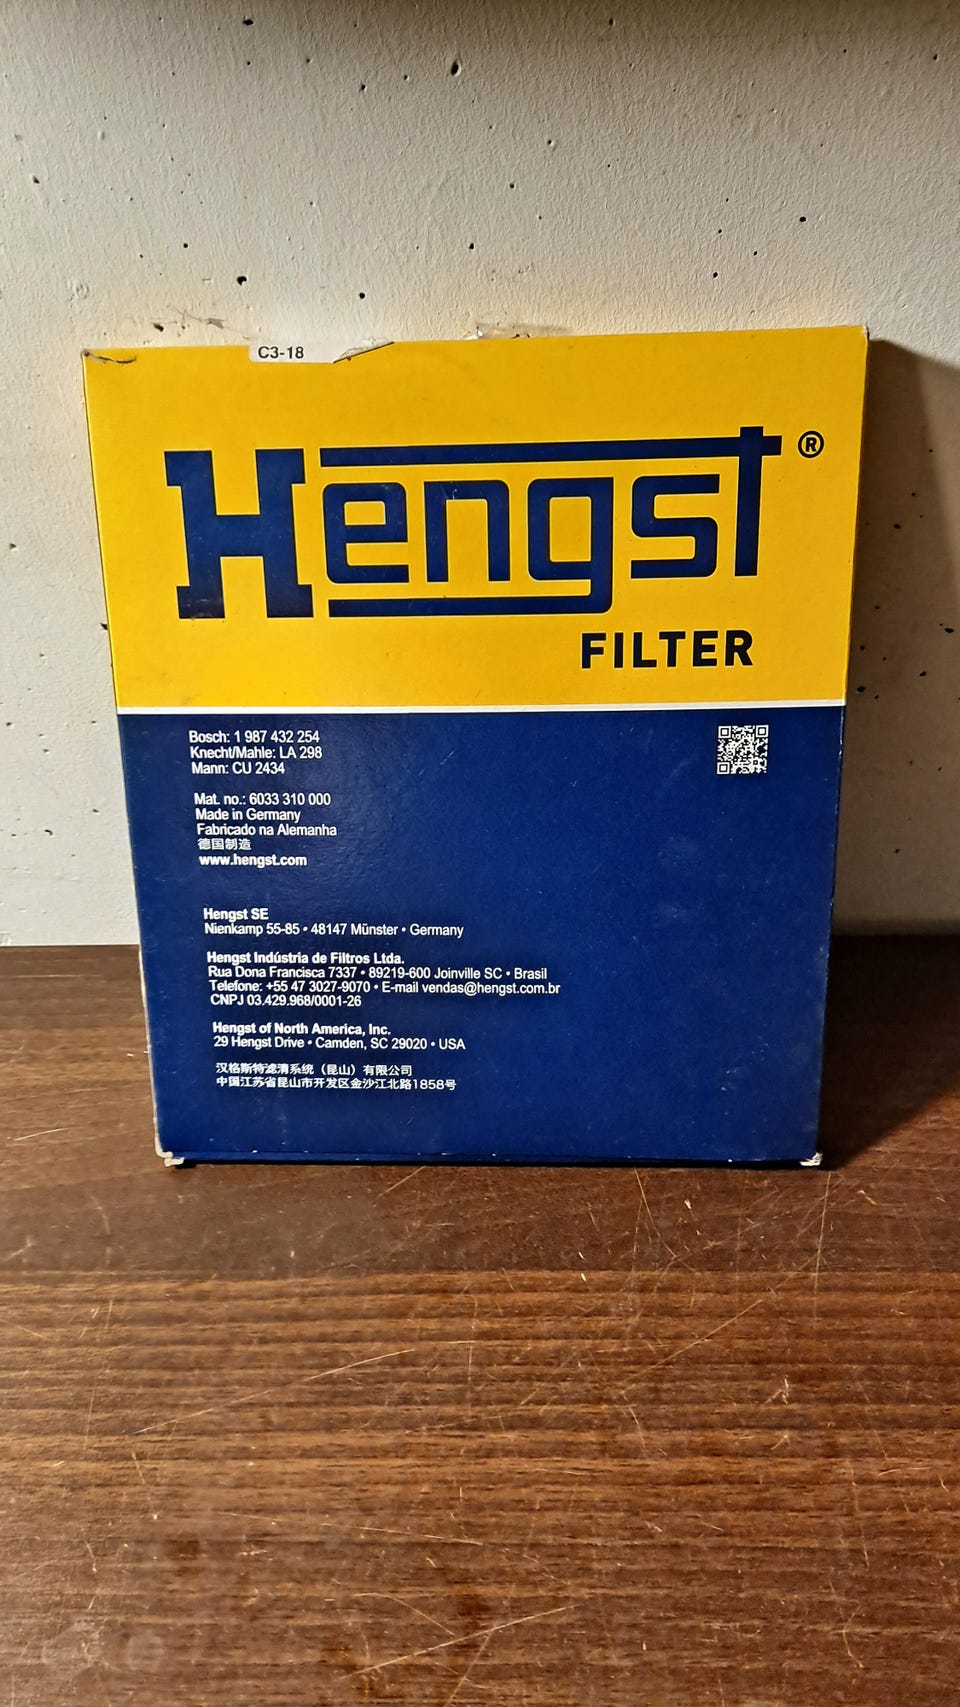 C3-18
Hengst®
FILTER
Bosch: 1 987 432 254
Knecht/Mahle: LA 298
Mann: CU 2434
Mat. no.: 6033 310 000
Made in Germany
Fabricado na Alemanha
德国制造
www.hengst.com
Hengst SE
Nienkamp 55-85 • 48147 Münster • Germany
Hengst Indústria de Filtros Ltda.
Rua Dona Francisca 7337 • 89219-600 Joinville SC • Brasil
Telefone: +55 47 3027-9070 • E-mail vendas@hengst.com.br
CNPJ 03.429.968/0001-26
Hengst of North America, Inc.
29 Hengst Drive • Camden, SC 29020 • USA
汉格斯特滤清系统（昆山）有限公司
中国江苏省昆山市开发区金沙江北路1858号